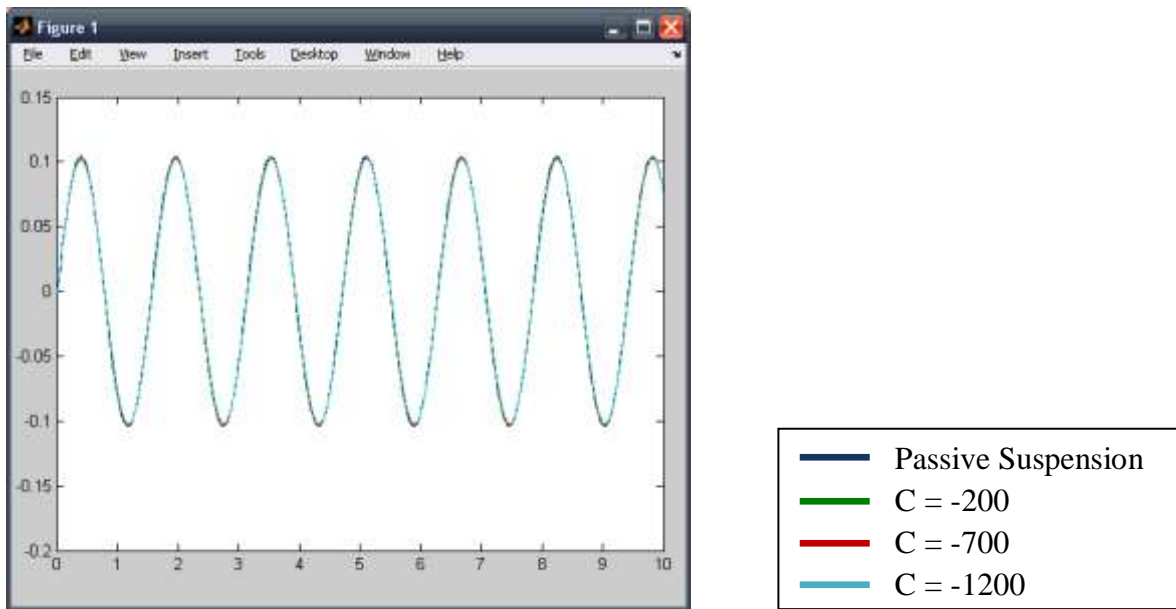 Figure 1
File Edit View Insert Tools Desktop Window Help
0.15
0.1
0.05
0
-0.05
-0.1
-0.15
-0.2
0 1 2 3 4 5 6 7 8 9 10
Passive Suspension
C = -200
C = -700
C = -1200